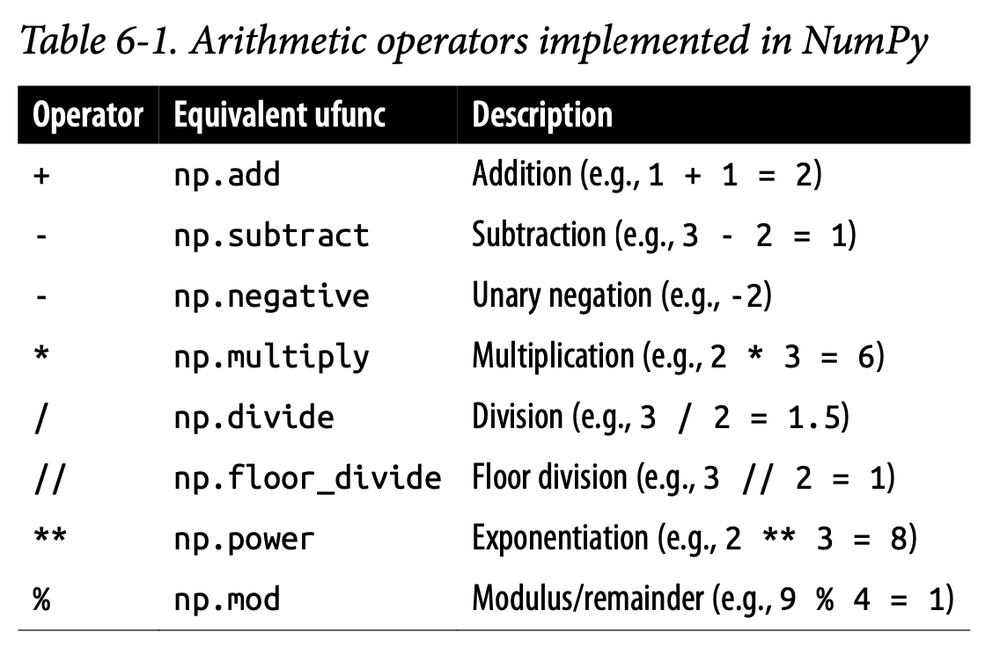 Table 6-1. Arithmetic operators implemented in NumPy
Operator Equivalent ufunc Description
+ np.add Addition (e.g., 1 + 1 = 2)
- np.subtract Subtraction (e.g., 3 - 2 = 1)
- np.negative Unary negation (e.g., -2)
* np.multiply Multiplication (e.g., 2 * 3 = 6)
/ np.divide Division (e.g., 3 / 2 = 1.5)
// np.floor_divide Floor division (e.g., 3 // 2 = 1)
** np.power Exponentiation (e.g., 2 ** 3 = 8)
% np.mod Modulus/remainder (e.g., 9 % 4 = 1)